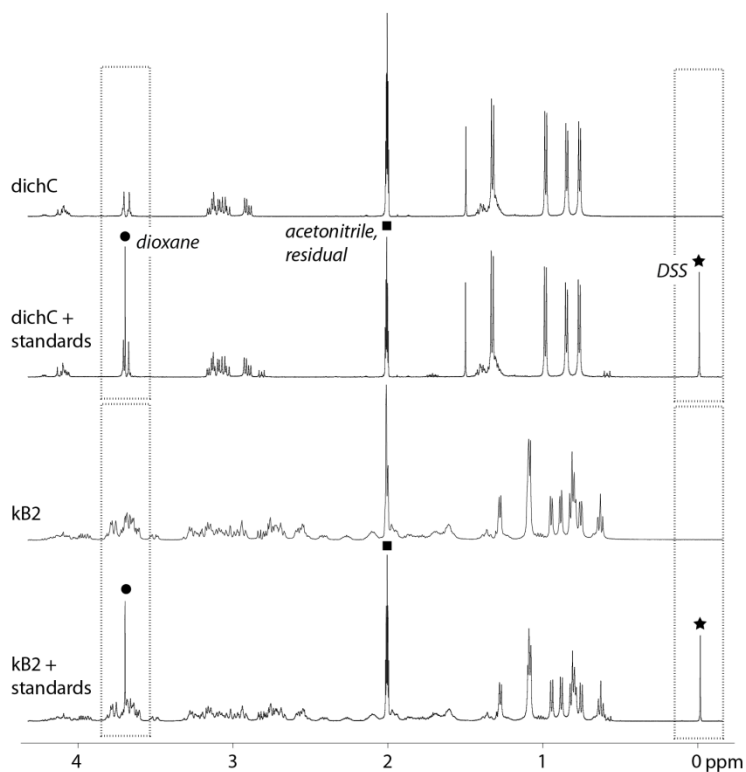 dichC
dioxane
acetonitrile,
residual
DSS
dichC +
standards
kB2
kB2 +
standards
4
3
2
1
0 ppm